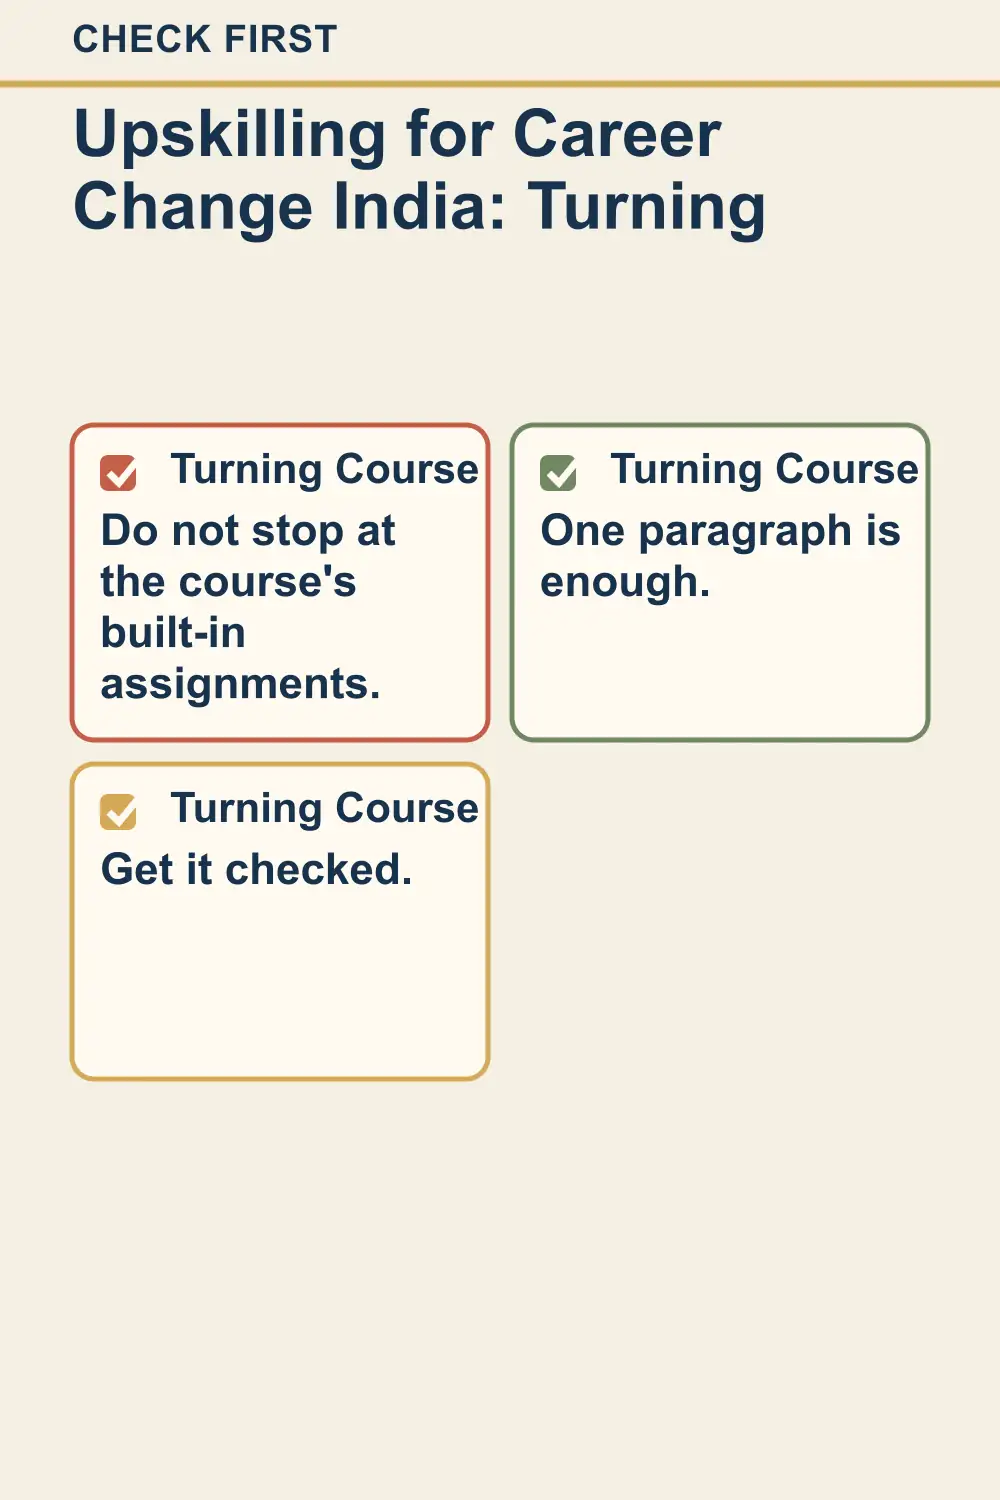 CHECK FIRST
Upskilling for Career
Change India: Turning
Turning Course
Do not stop at
the course's
built-in
assignments.
Turning Course
One paragraph is
enough.
Turning Course
Get it checked.